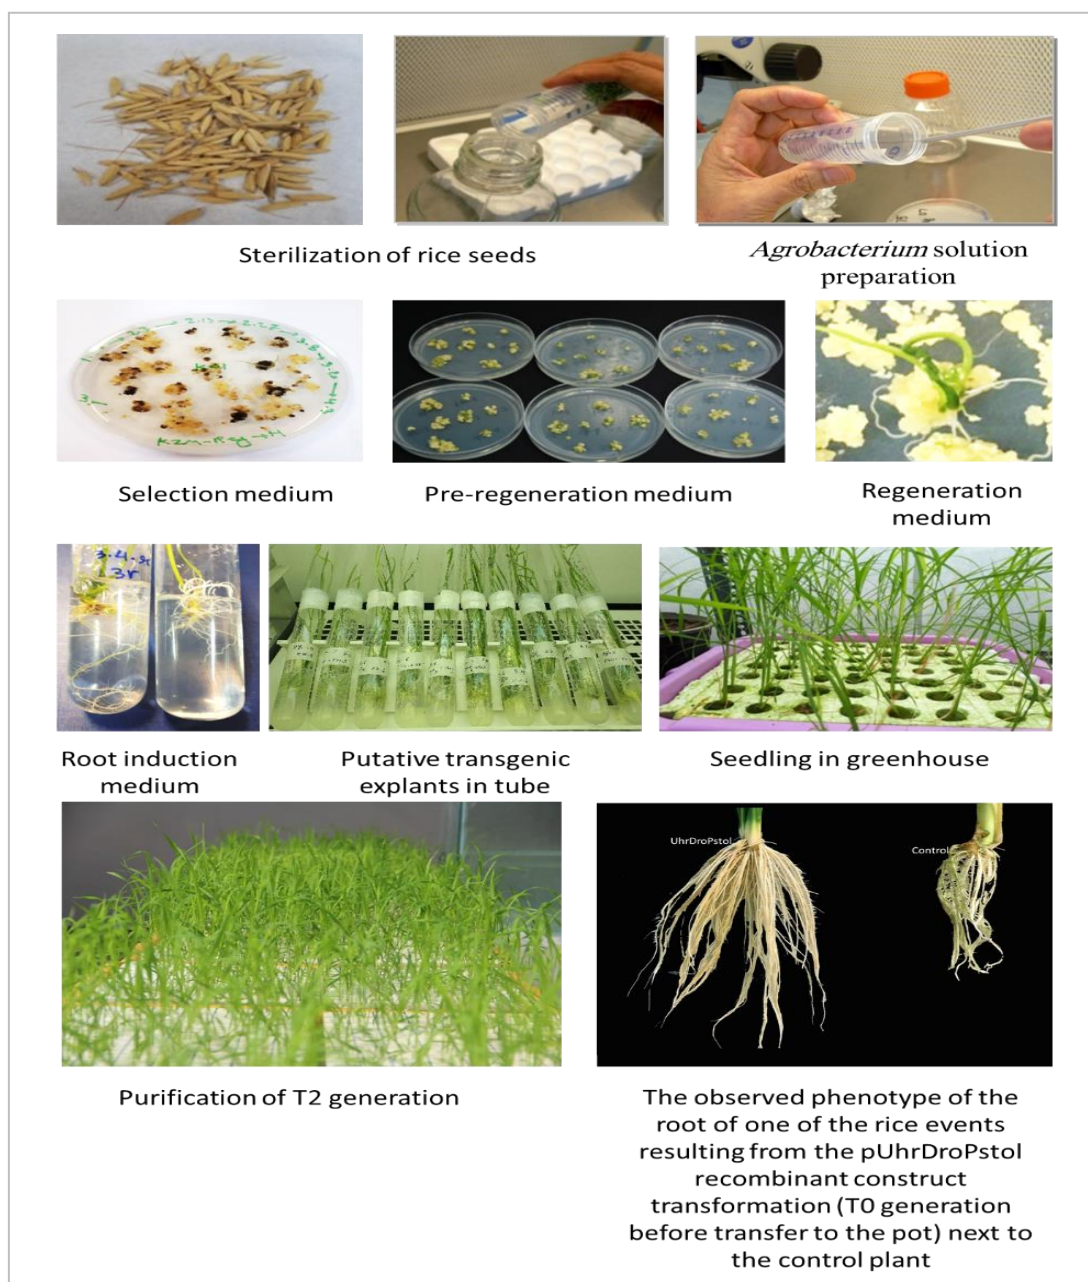 Sterilization of rice seeds
Agrobacterium solution
preparation
Selection medium
Pre-regeneration medium
Regeneration
medium
3r
Root induction
medium
Putative transgenic
explants in tube
Seedling in greenhouse
UhrDroPstol
Control
Purification of T2 generation
The observed phenotype of the
root of one of the rice events
resulting from the pUhrDroPstol
recombinant construct
transformation (T0 generation
before transfer to the pot) next to
the control plant